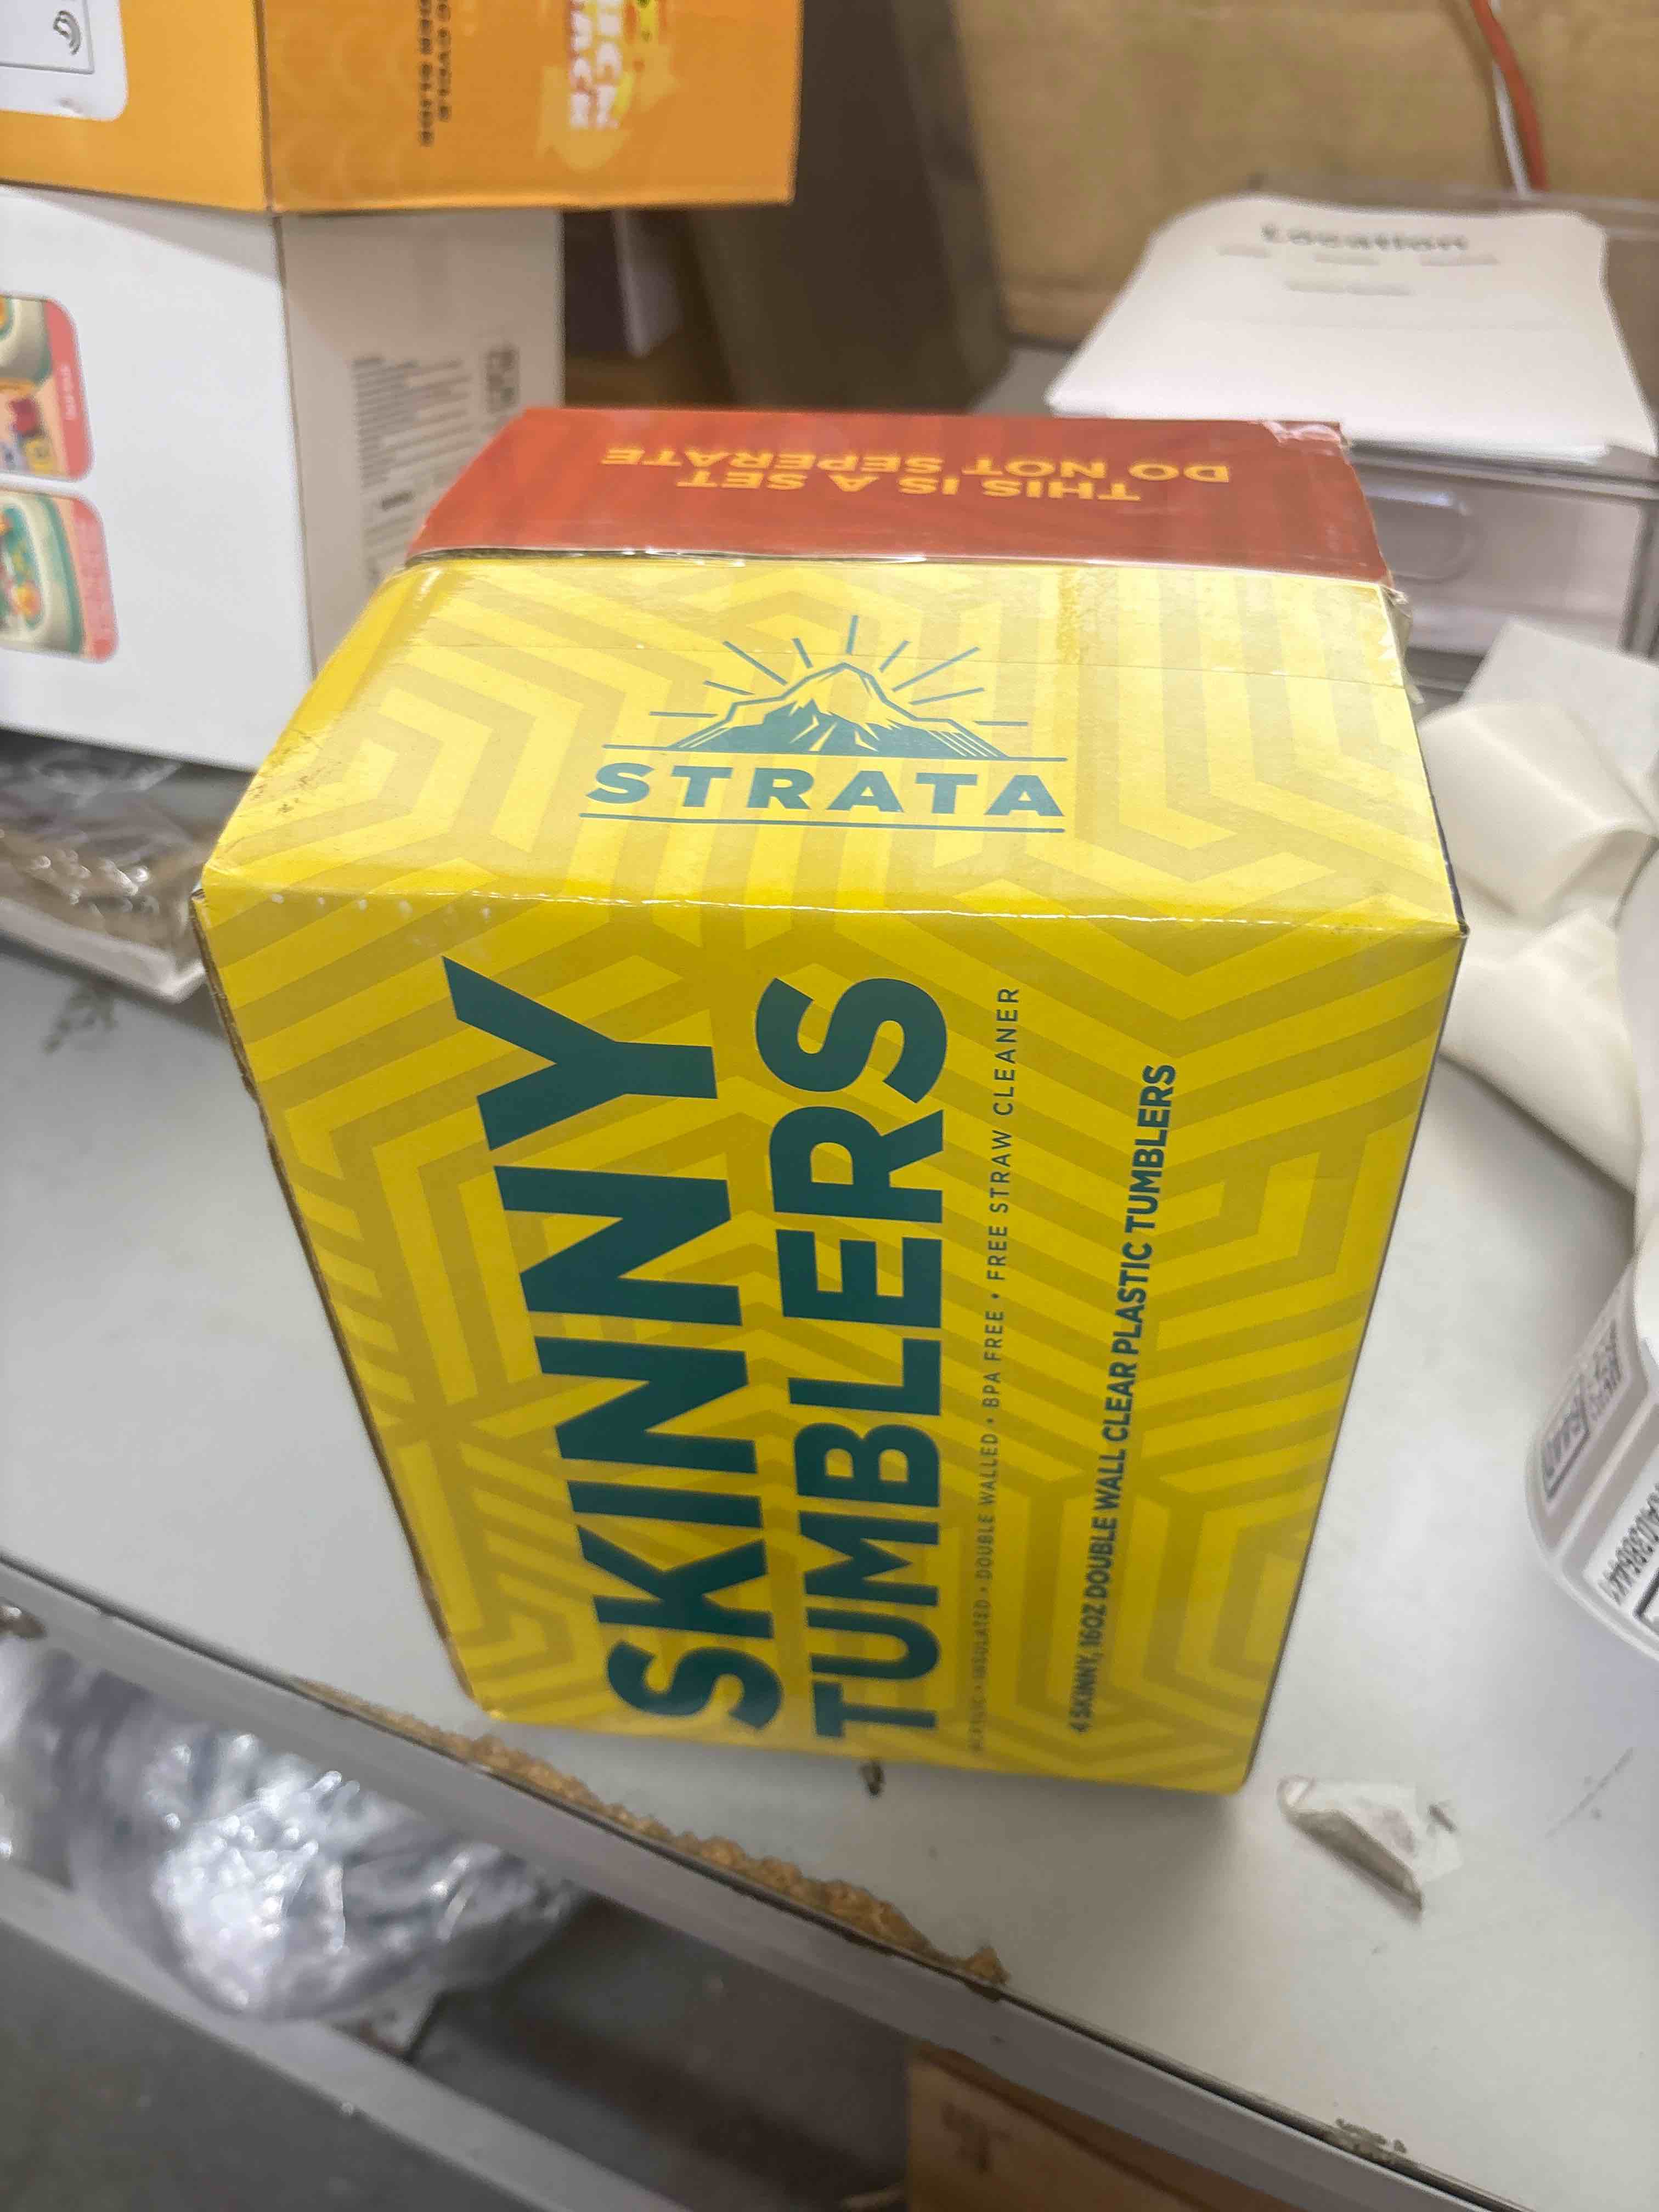 THIS IS A SET
DO NOT SEPERATE
STRATA
SKINNY
TUMBLERS
ACRYLIC • INSULATED • DOUBLE WALLED • BPA FREE • FREE STRAW CLEANER
4 SKINNY, 16OZ DOUBLE WALL CLEAR PLASTIC TUMBLERS
Location